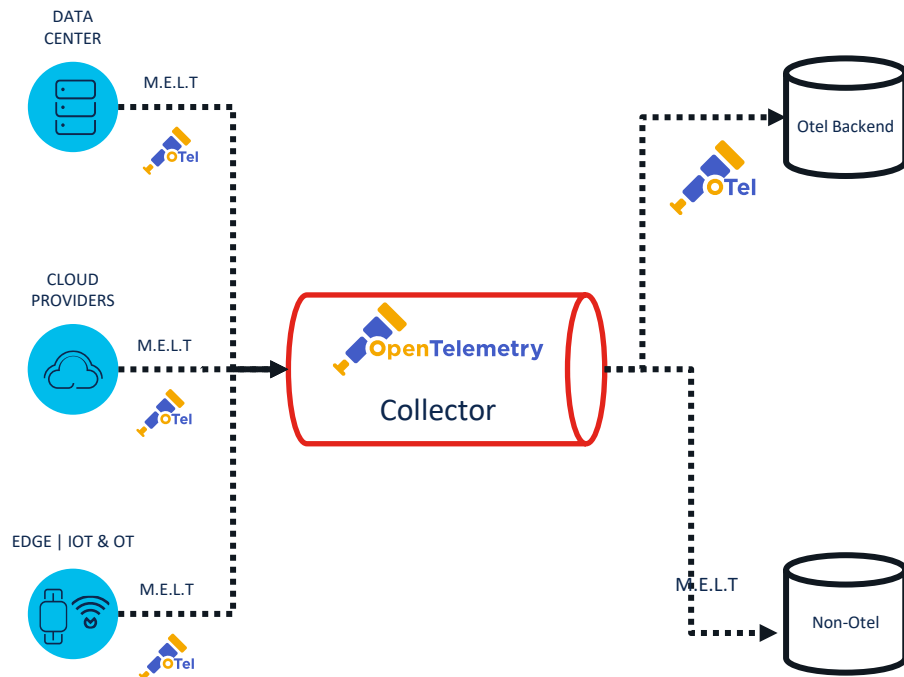 DATA
CENTER
M.E.L.T
OTel
Otel Backend
OTel
CLOUD
PROVIDERS
M.E.L.T
OTel
OpenTelemetry
Collector
EDGE | IOT & OT
M.E.L.T
OTel
M.E.L.T
Non-Otel